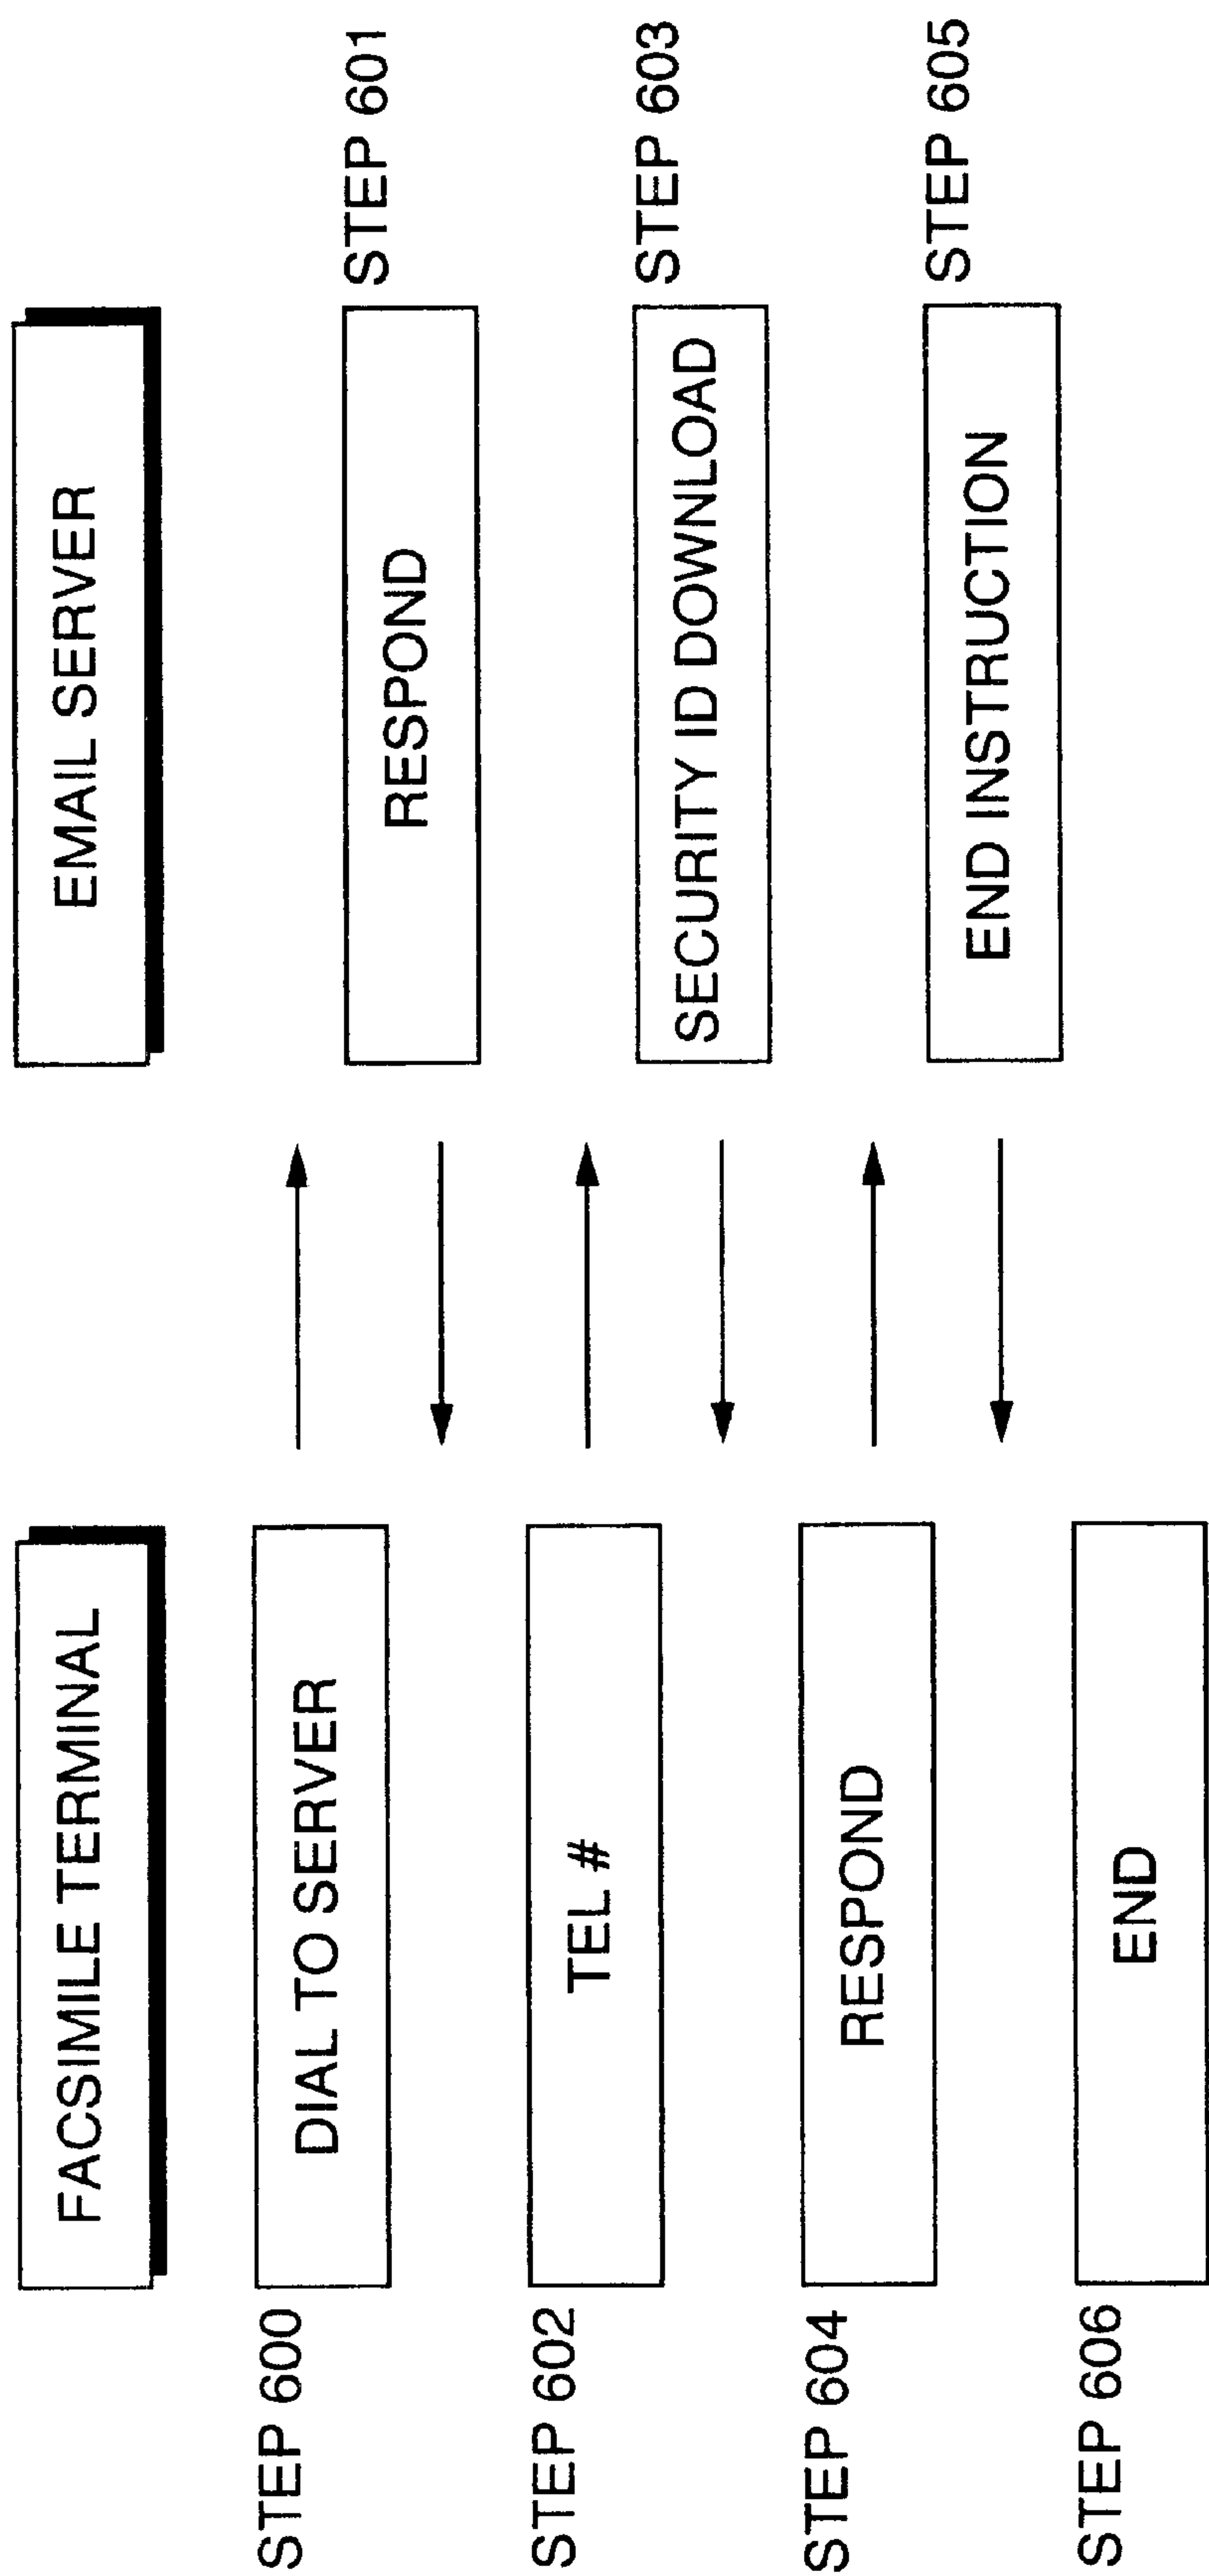 FACSIMILE TERMINAL
EMAIL SERVER
STEP 600
DIAL TO SERVER
RESPOND
STEP 601
STEP 602
TEL #
SECURITY ID DOWNLOAD
STEP 603
STEP 604
RESPOND
END INSTRUCTION
STEP 605
STEP 606
END